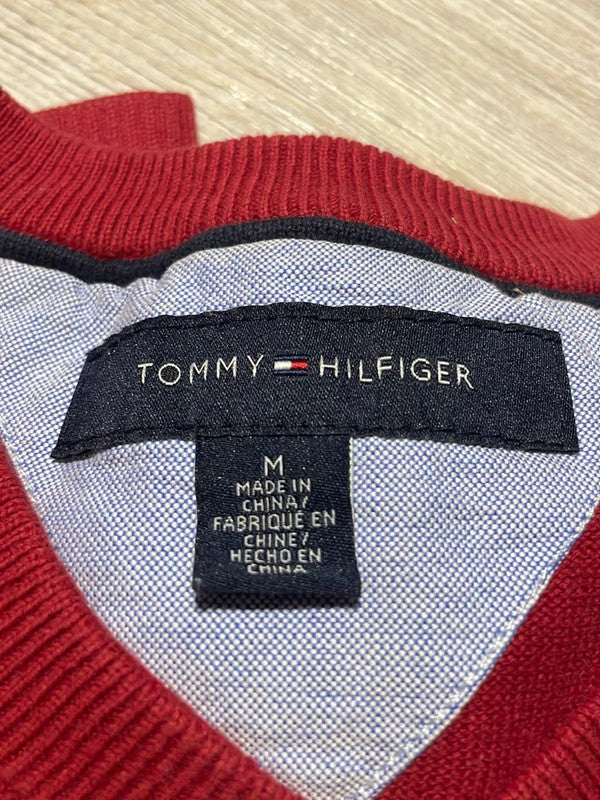 TOMMY HILFIGER
M
MADE IN
CHINA/
FABRIQUÉ EN
CHINE/
HECHO EN
CHINA